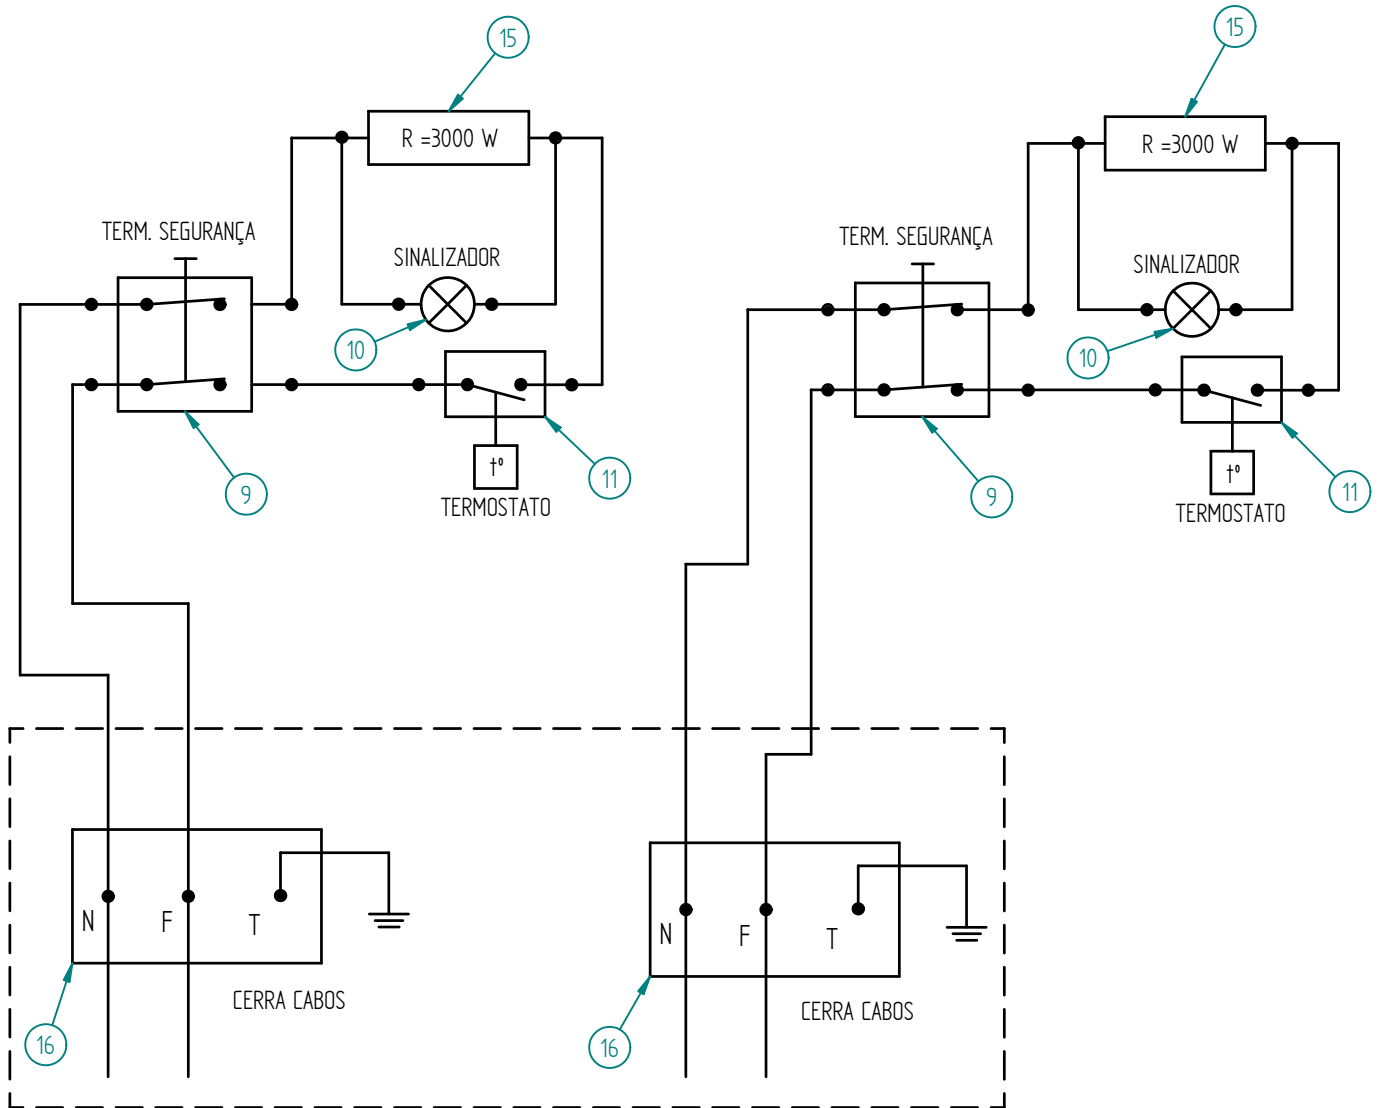 15
15
R =3000 W
R =3000 W
TERM. SEGURANÇA
TERM. SEGURANÇA
SINALIZADOR
SINALIZADOR
10
10
t°
t°
11
11
9
9
TERMOSTATO
TERMOSTATO
N F T
N F T
CERRA CABOS
CERRA CABOS
16
16